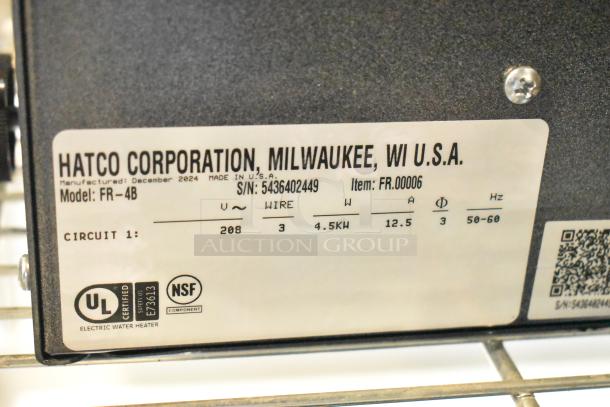 HATCO CORPORATION, MILWAUKEE, WI U.S.A.
Manufactured: December 2024 MADE IN U.S.A.
S/N: 5436402449 Item: FR.00006
Model: FR-4B
U~ WIRE W A Φ Hz
CIRCUIT 1: 208 3 4.5KW 12.5 3 50-60
TCI
AUCTION GROUP
UL CERTIFIED E73613
NSF
COMPONENT
ELECTRIC WATER HEATER